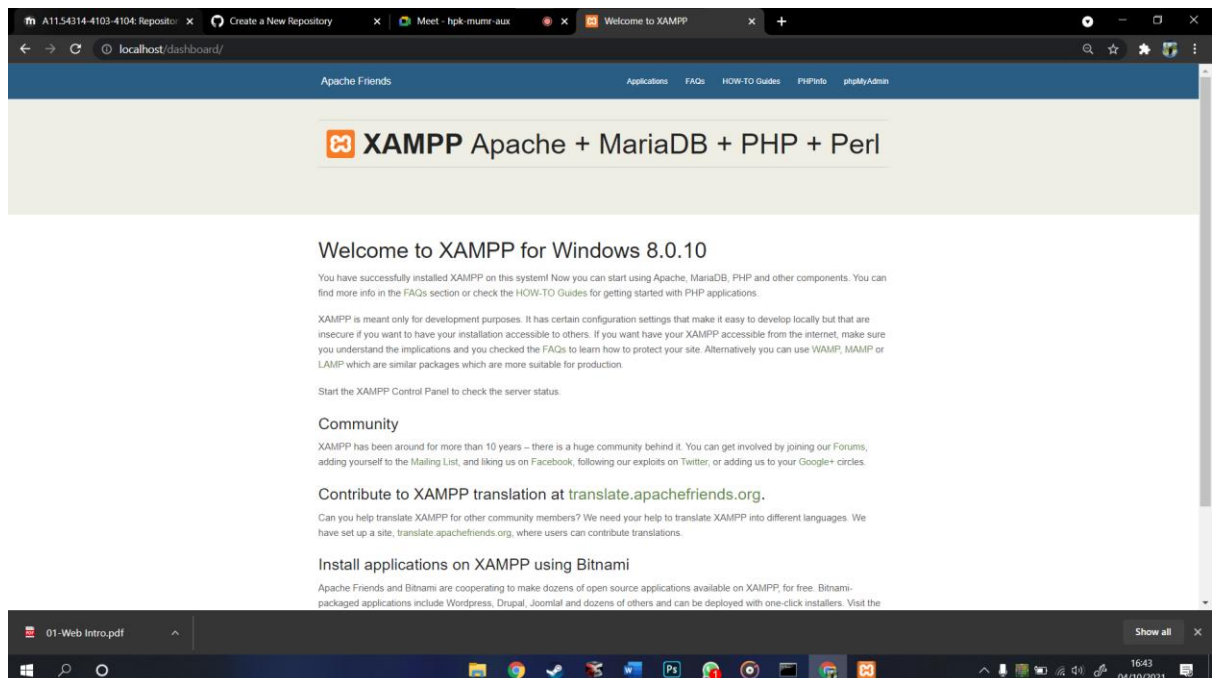 A11.54314-4103-4104: Repositor
Create a New Repository
Meet - hpk-mumr-aux
Welcome to XAMPP
localhost/dashboard/
Apache Friends
Applications FAQs HOW-TO Guides PHPInfo phpMyAdmin
XAMPP Apache + MariaDB + PHP + Perl
Welcome to XAMPP for Windows 8.0.10
You have successfully installed XAMPP on this system! Now you can start using Apache, MariaDB, PHP and other components. You can
find more info in the FAQs section or check the HOW-TO Guides for getting started with PHP applications.
XAMPP is meant only for development purposes. It has certain configuration settings that make it easy to develop locally but that are
insecure if you want to have your installation accessible to others. If you want have your XAMPP accessible from the internet, make sure
you understand the implications and you checked the FAQs to learn how to protect your site. Alternatively you can use WAMP, MAMP or
LAMP which are similar packages which are more suitable for production.
Start the XAMPP Control Panel to check the server status.
Community
XAMPP has been around for more than 10 years – there is a huge community behind it. You can get involved by joining our Forums,
adding yourself to the Mailing List, and liking us on Facebook, following our exploits on Twitter, or adding us to your Google+ circles.
Contribute to XAMPP translation at translate.apachefriends.org.
Can you help translate XAMPP for other community members? We need your help to translate XAMPP into different languages. We
have set up a site, translate.apachefriends.org, where users can contribute translations.
Install applications on XAMPP using Bitnami
Apache Friends and Bitnami are cooperating to make dozens of open source applications available on XAMPP, for free. Bitnami-
packaged applications include Wordpress, Drupal, Joomla! and dozens of others and can be deployed with one-click installers. Visit the
01-Web Intro.pdf
Show all
W
Ps
16:43
04/10/2021